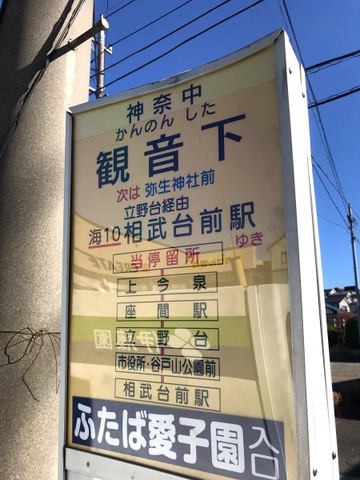 神奈中
かんのん した
観音下
次は 弥生神社前
立野台経由
海10 相武台前駅
ゆき
当停留所
上今泉
座間駅
立野台
市役所・谷戸山公園前
相武台前駅
ふたば愛子園 入口